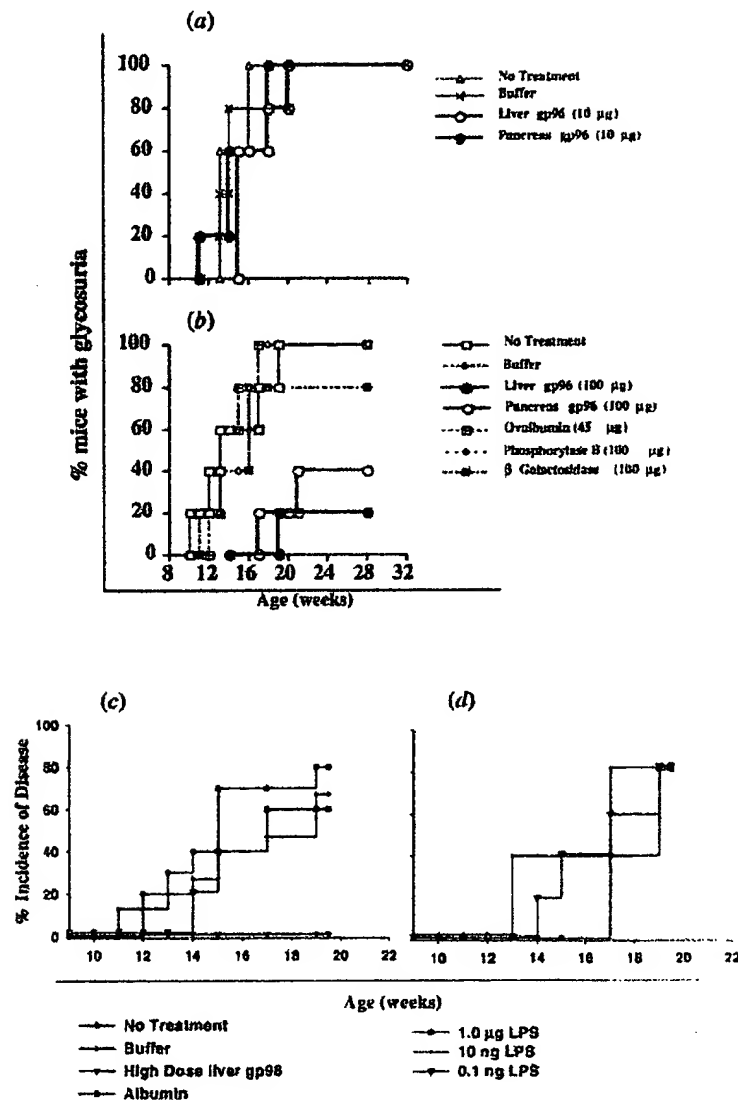 (a)
100
80
60
40
20
0
No Treatment
Buffer
Liver gp96 (10 µg)
Pancreas gp96 (10 µg)
% mice with glycosuria
(b)
100
80
60
40
20
0
8 12 16 20 24 28 32
Age (weeks)
No Treatment
Buffer
Liver gp96 (100 µg)
Pancreas gp96 (100 µg)
Ovalbumin (45 µg)
Phosphorylase B (100 µg)
β Galactosidase (100 µg)
(c)
(d)
% Incidence of Disease
100
80
60
40
20
0
10 12 14 16 18 20 22
10 12 14 16 18 20 22
Age (weeks)
No Treatment
Buffer
High Dose liver gp98
Albumin
1.0 µg LPS
10 ng LPS
0.1 ng LPS